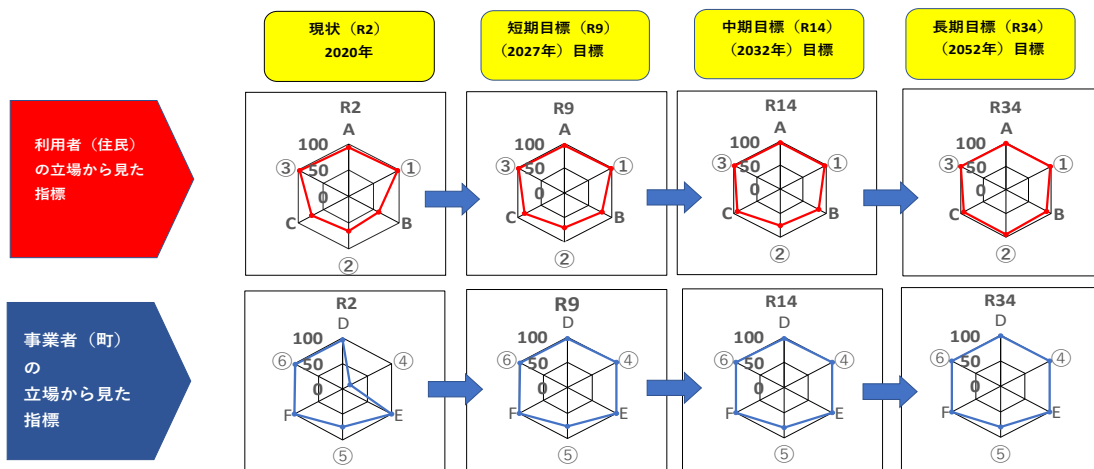 現状（R2）
2020年
短期目標（R9）
（2027年）目標
中期目標（R14）
（2032年）目標
長期目標（R34）
（2052年）目標
利用者（住民）
の立場から見た
指標
R2
A
100
③
①
50
0
C
B
②
R9
A
100
③
①
50
0
C
B
②
R14
A
100
③
①
50
0
C
B
②
R34
A
100
③
①
50
0
C
B
②
事業者（町）
の
立場から見た
指標
R2
D
100
⑥
④
50
0
F
E
⑤
R9
D
100
⑥
④
50
0
F
E
⑤
R14
D
100
⑥
④
50
0
F
E
⑤
R34
D
100
⑥
④
50
0
F
E
⑤